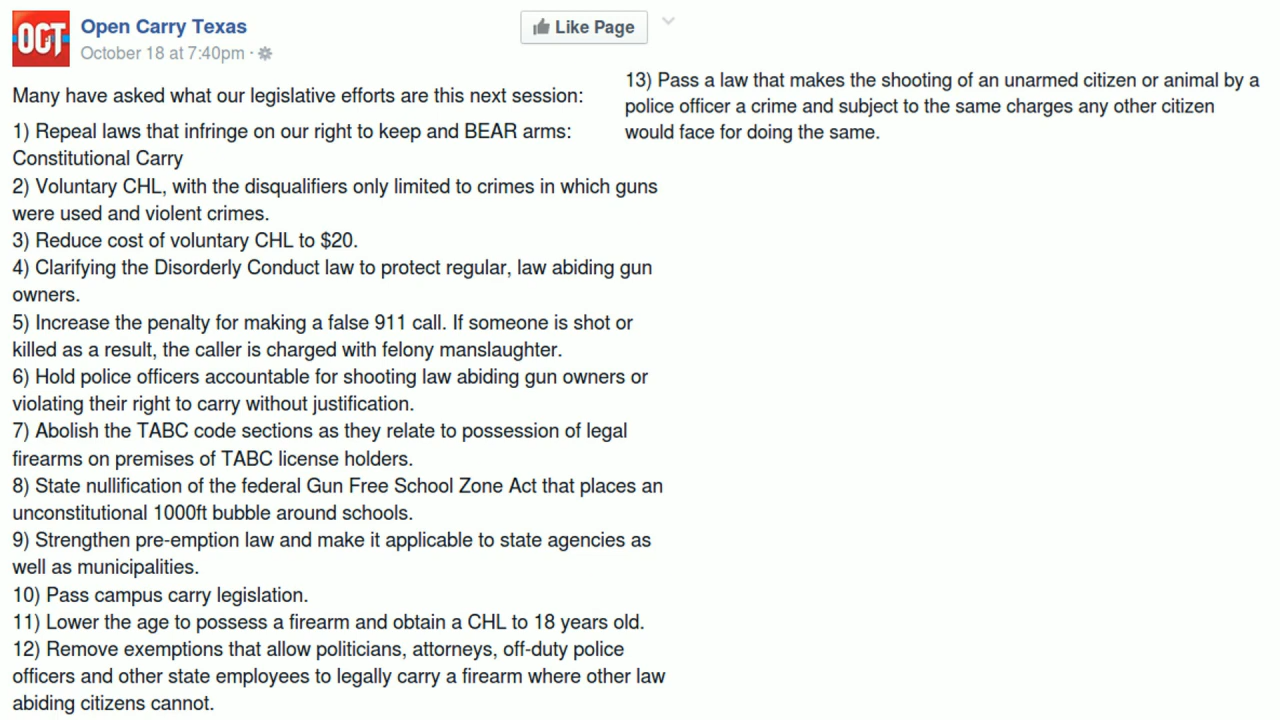 OCT
Open Carry Texas
October 18 at 7:40pm ·
Like Page
Many have asked what our legislative efforts are this next session:
1) Repeal laws that infringe on our right to keep and BEAR arms:
Constitutional Carry
2) Voluntary CHL, with the disqualifiers only limited to crimes in which guns
were used and violent crimes.
3) Reduce cost of voluntary CHL to $20.
4) Clarifying the Disorderly Conduct law to protect regular, law abiding gun
owners.
5) Increase the penalty for making a false 911 call. If someone is shot or
killed as a result, the caller is charged with felony manslaughter.
6) Hold police officers accountable for shooting law abiding gun owners or
violating their right to carry without justification.
7) Abolish the TABC code sections as they relate to possession of legal
firearms on premises of TABC license holders.
8) State nullification of the federal Gun Free School Zone Act that places an
unconstitutional 1000ft bubble around schools.
9) Strengthen pre-emption law and make it applicable to state agencies as
well as municipalities.
10) Pass campus carry legislation.
11) Lower the age to possess a firearm and obtain a CHL to 18 years old.
12) Remove exemptions that allow politicians, attorneys, off-duty police
officers and other state employees to legally carry a firearm where other law
abiding citizens cannot.
13) Pass a law that makes the shooting of an unarmed citizen or animal by a
police officer a crime and subject to the same charges any other citizen
would face for doing the same.